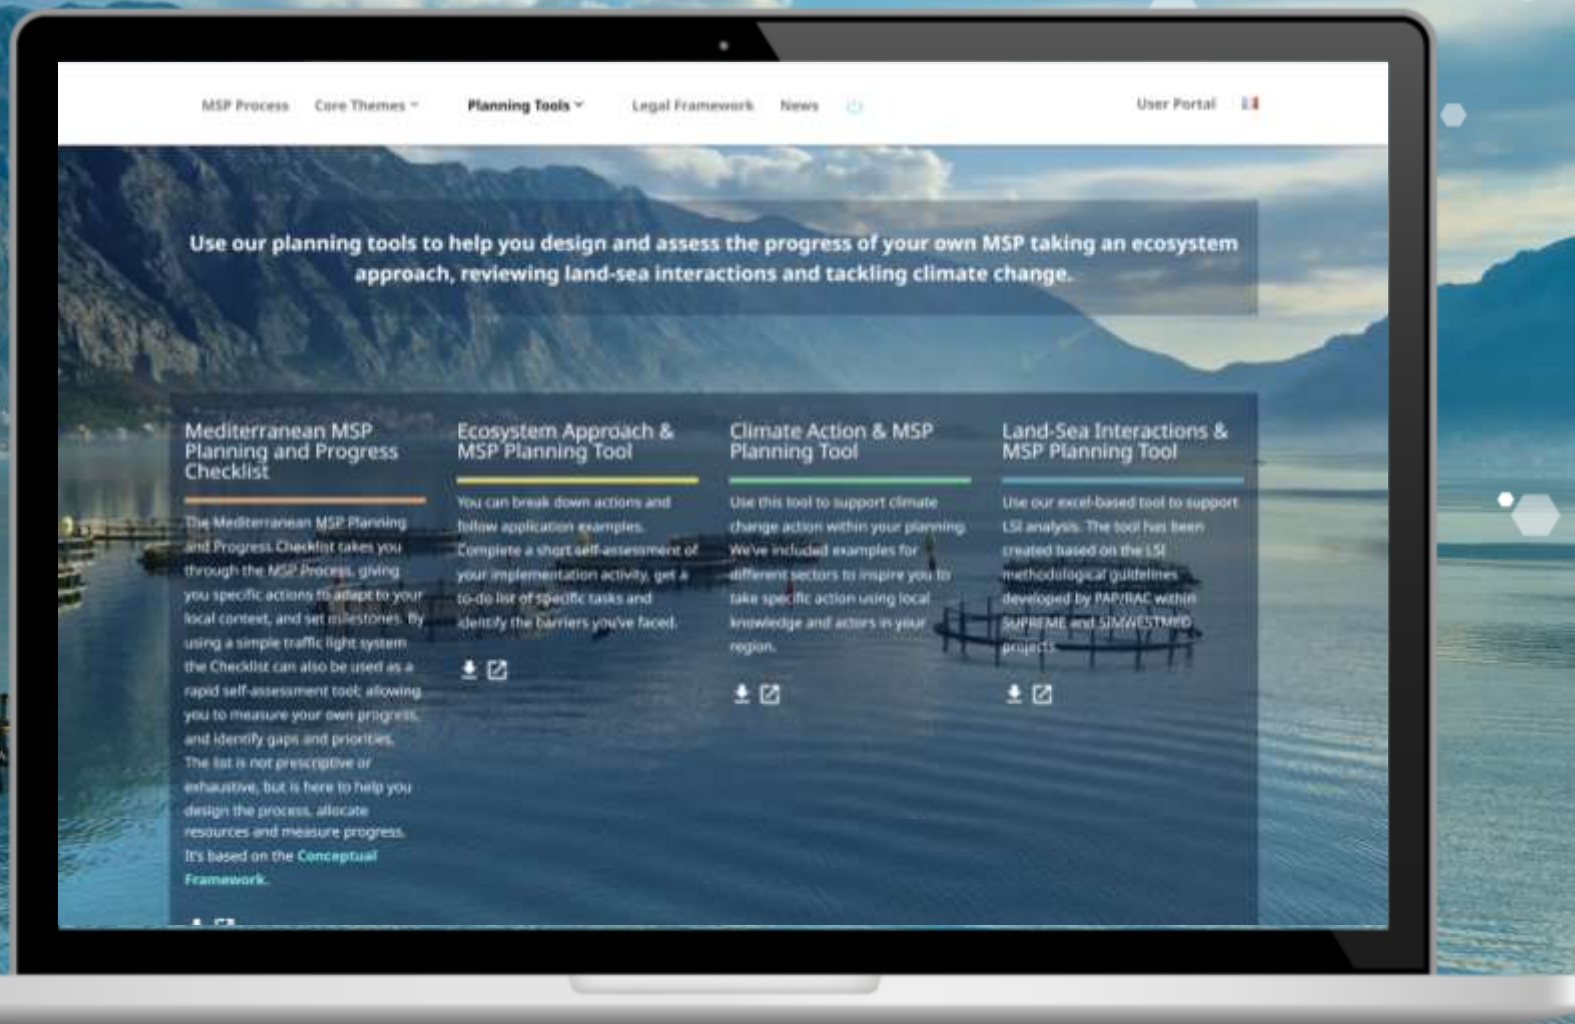 MSP Process Core Themes Planning Tools Legal Framework News User Portal
Use our planning tools to help you design and assess the progress of your own MSP taking an ecosystem
approach, reviewing land-sea interactions and tackling climate change.
Mediterranean MSP
Planning and Progress
Checklist
The Mediterranean MSP Planning
and Progress Checklist takes you
through the MSP Process, giving
you specific actions to adapt to your
local context, and set milestones. By
using a simple traffic light system
the Checklist can also be used as a
rapid self-assessment tool; allowing
you to measure your own progress,
and identify gaps and priorities.
The list is not prescriptive or
exhaustive, but is here to help you
design the process, allocate
resources and measure progress.
It's based on the Conceptual
Framework.
Ecosystem Approach &
MSP Planning Tool
You can break down actions and
follow application examples.
Complete a short self-assessment of
your implementation activity, get a
to-do list of specific tasks and
identify the barriers you've faced.
Climate Action & MSP
Planning Tool
Use this tool to support climate
change action within your planning.
We've included examples for
different sectors to inspire you to
take specific action using local
knowledge and actors in your
region.
Land-Sea Interactions &
MSP Planning Tool
Use our excel-based tool to support
LSI analysis. The tool has been
created based on the LSI
methodological guidelines
developed by PAP/RAC within
SUPREME and SIMWESTMED
projects.